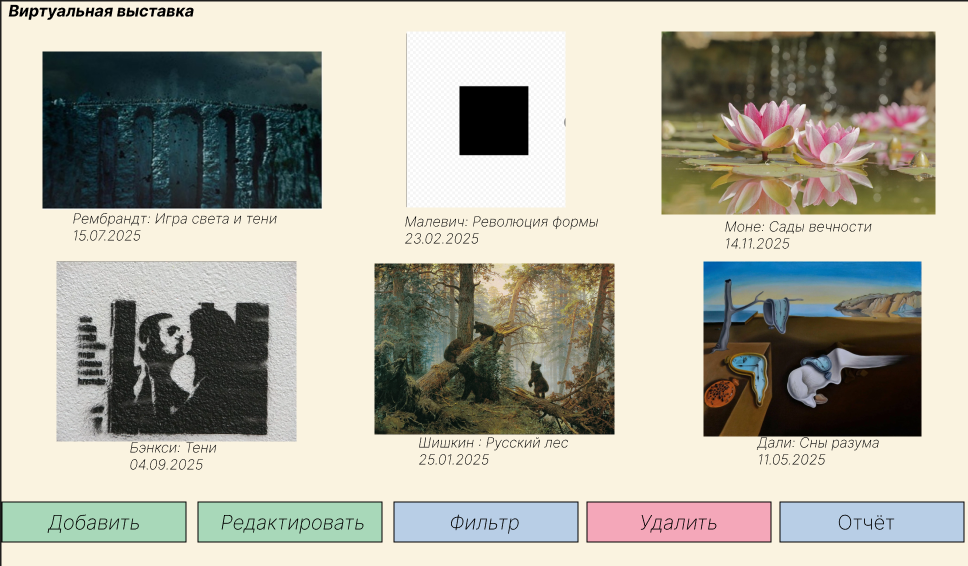 Виртуальная выставка
Рембрандт: Игра света и тени
15.07.2025
Малевич: Революция формы
23.02.2025
Моне: Сады вечности
14.11.2025
Бэнкси: Тени
04.09.2025
Шишкин : Русский лес
25.01.2025
Дали: Сны разума
11.05.2025
Добавить
Редактировать
Фильтр
Удалить
Отчёт